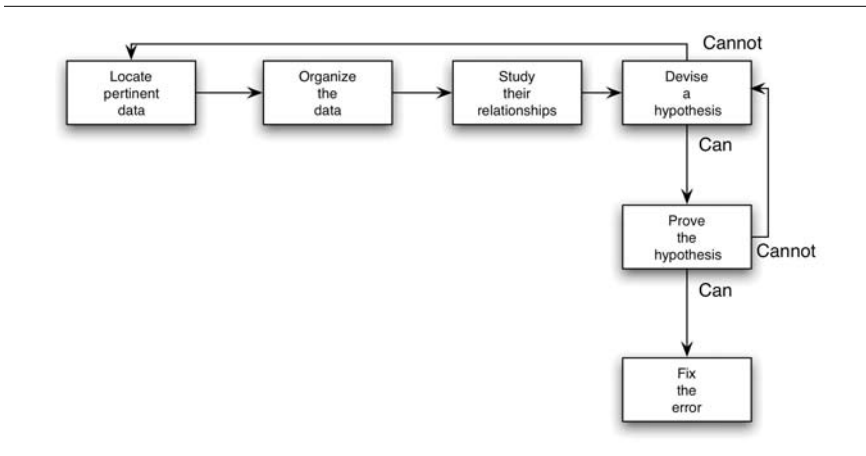 Cannot
Locate
pertinent
data
Organize
the
data
Study
their
relationships
Devise
a
hypothesis
Can
Prove
the
hypothesis
Cannot
Can
Fix
the
error